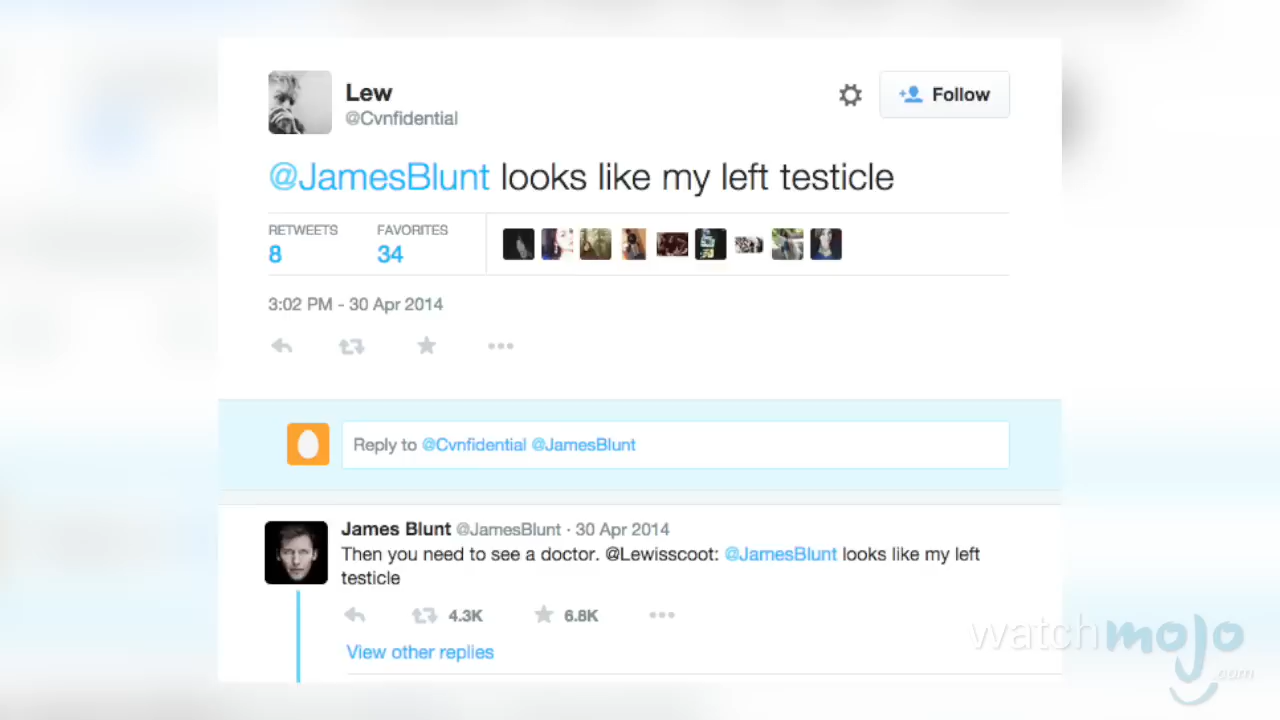 Lew
@Cvnfidential
Follow
@JamesBlunt looks like my left testicle
RETWEETS FAVORITES
8 34
3:02 PM - 30 Apr 2014
Reply to @Cvnfidential @JamesBlunt
James Blunt @JamesBlunt · 30 Apr 2014
Then you need to see a doctor. @Lewisscoot: @JamesBlunt looks like my left
testicle
4.3K 6.8K
View other replies
watchmojo
.com